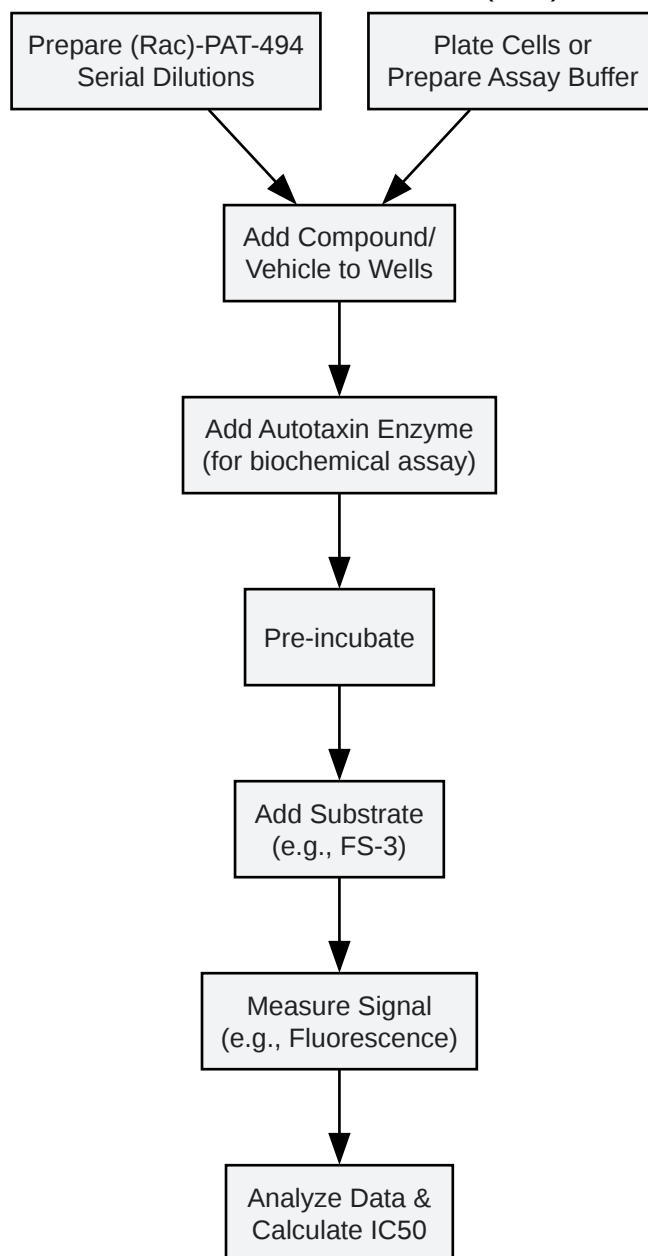 Prepare (Rac)-PAT-494
Serial Dilutions
Plate Cells or
Prepare Assay Buffer
Add Compound/
Vehicle to Wells
Add Autotaxin Enzyme
(for biochemical assay)
Pre-incubate
Add Substrate
(e.g., FS-3)
Measure Signal
(e.g., Fluorescence)
Analyze Data &
Calculate IC50